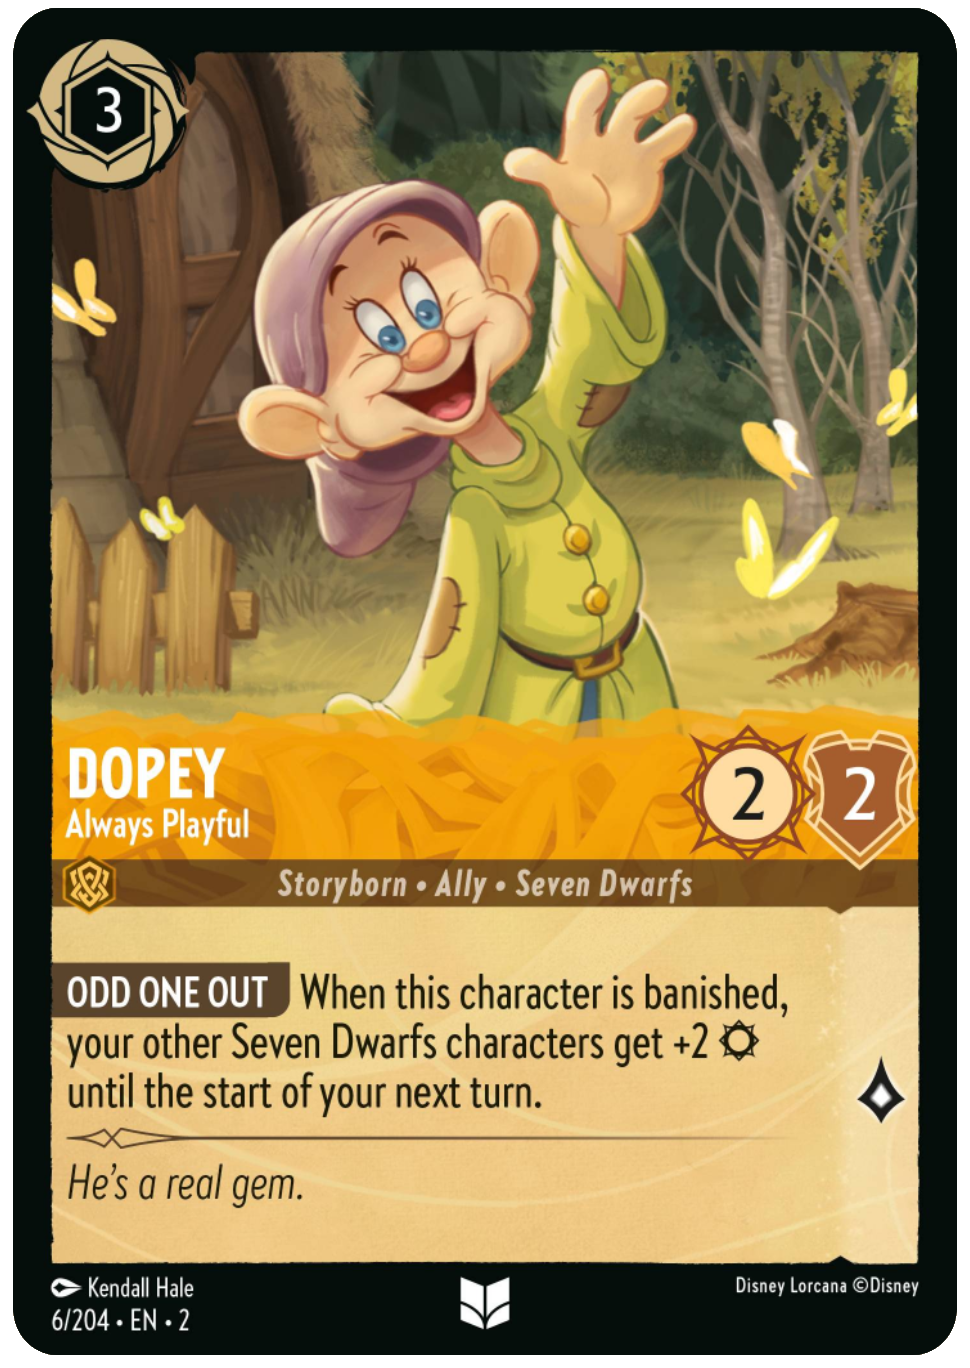 3
DOPEY
Always Playful
2
2
Storyborn • Ally • Seven Dwarfs
ODD ONE OUT When this character is banished,
your other Seven Dwarfs characters get +2
until the start of your next turn.
He's a real gem.
Kendall Hale
6/204 • EN • 2
Disney Lorcana ©Disney